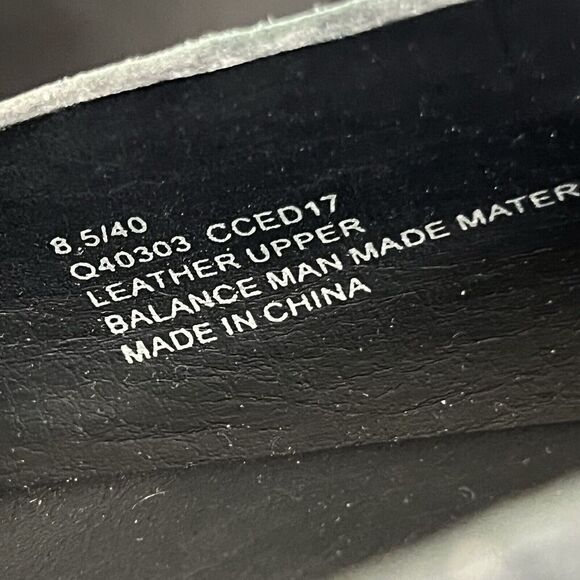 8.5/40
Q40303 CCED17
LEATHER UPPER
BALANCE MAN MADE MATER
MADE IN CHINA